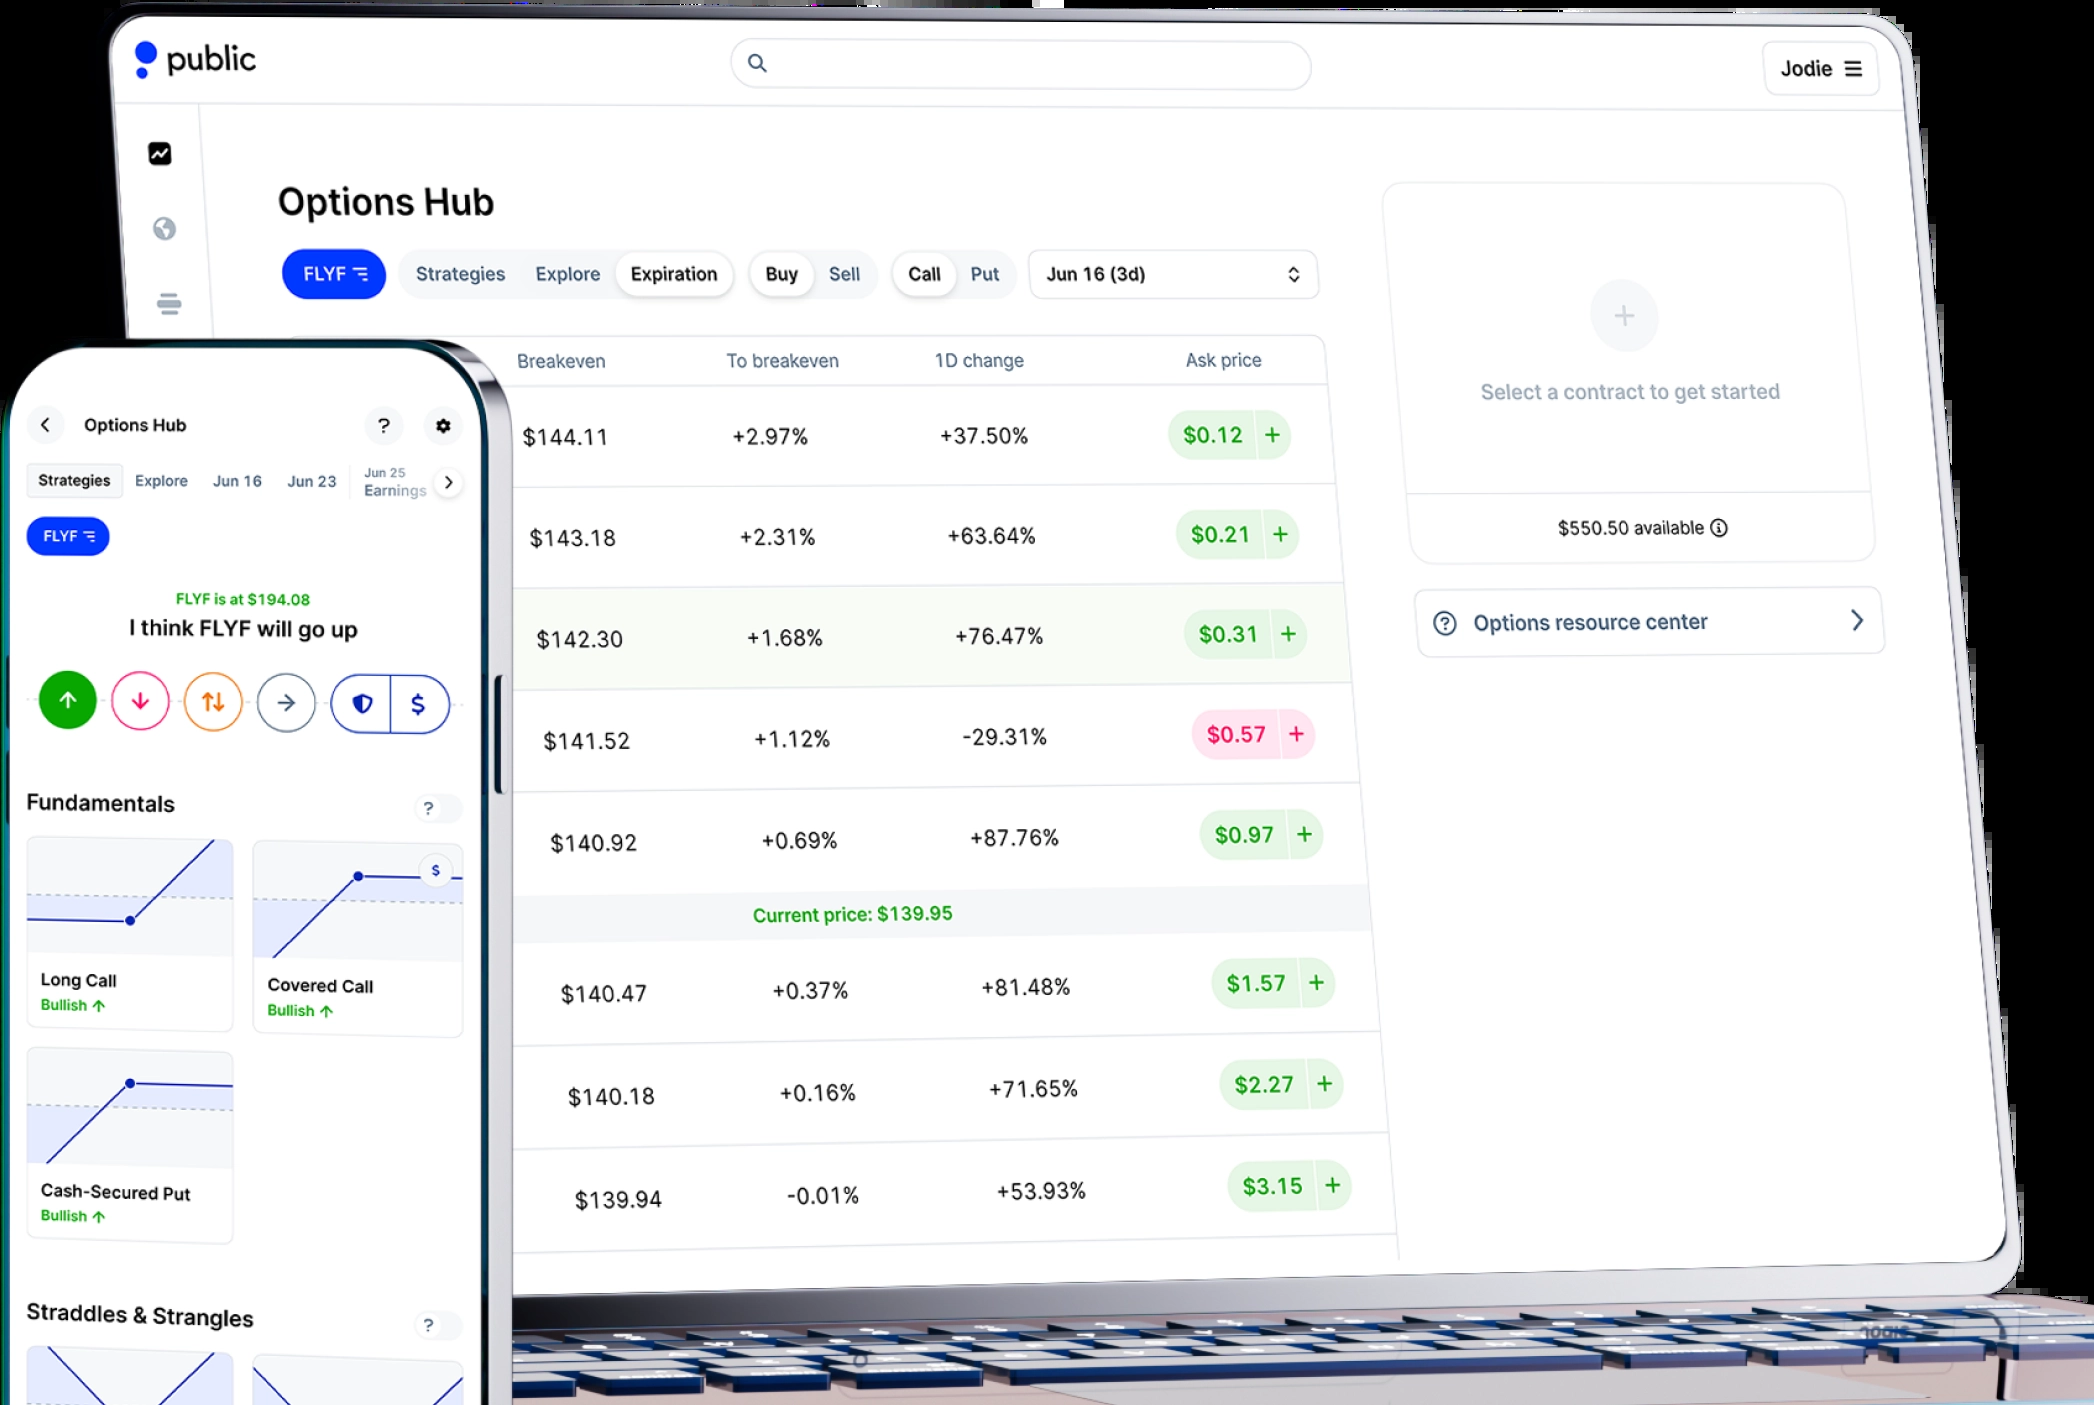 public
Jodie
Options Hub
FLYF
Strategies Explore Expiration
Buy Sell
Call Put
Jun 16 (3d)
Breakeven To breakeven 1D change Ask price
$144.11 +2.97% +37.50% $0.12 +
$143.18 +2.31% +63.64% $0.21 +
$142.30 +1.68% +76.47% $0.31 +
$141.52 +1.12% -29.31% $0.57 +
$140.92 +0.69% +87.76% $0.97 +
Current price: $139.95
$140.47 +0.37% +81.48% $1.57 +
$140.18 +0.16% +71.65% $2.27 +
$139.94 -0.01% +53.93% $3.15 +
+
Select a contract to get started
$550.50 available
? Options resource center
Options Hub ?
Strategies Explore Jun 16 Jun 23 Jun 25
Earnings
FLYF
FLYF is at $194.08
I think FLYF will go up
$
Fundamentals ?
$
Long Call
Bullish ↑
Covered Call
Bullish ↑
Cash-Secured Put
Bullish ↑
Straddles & Strangles ?